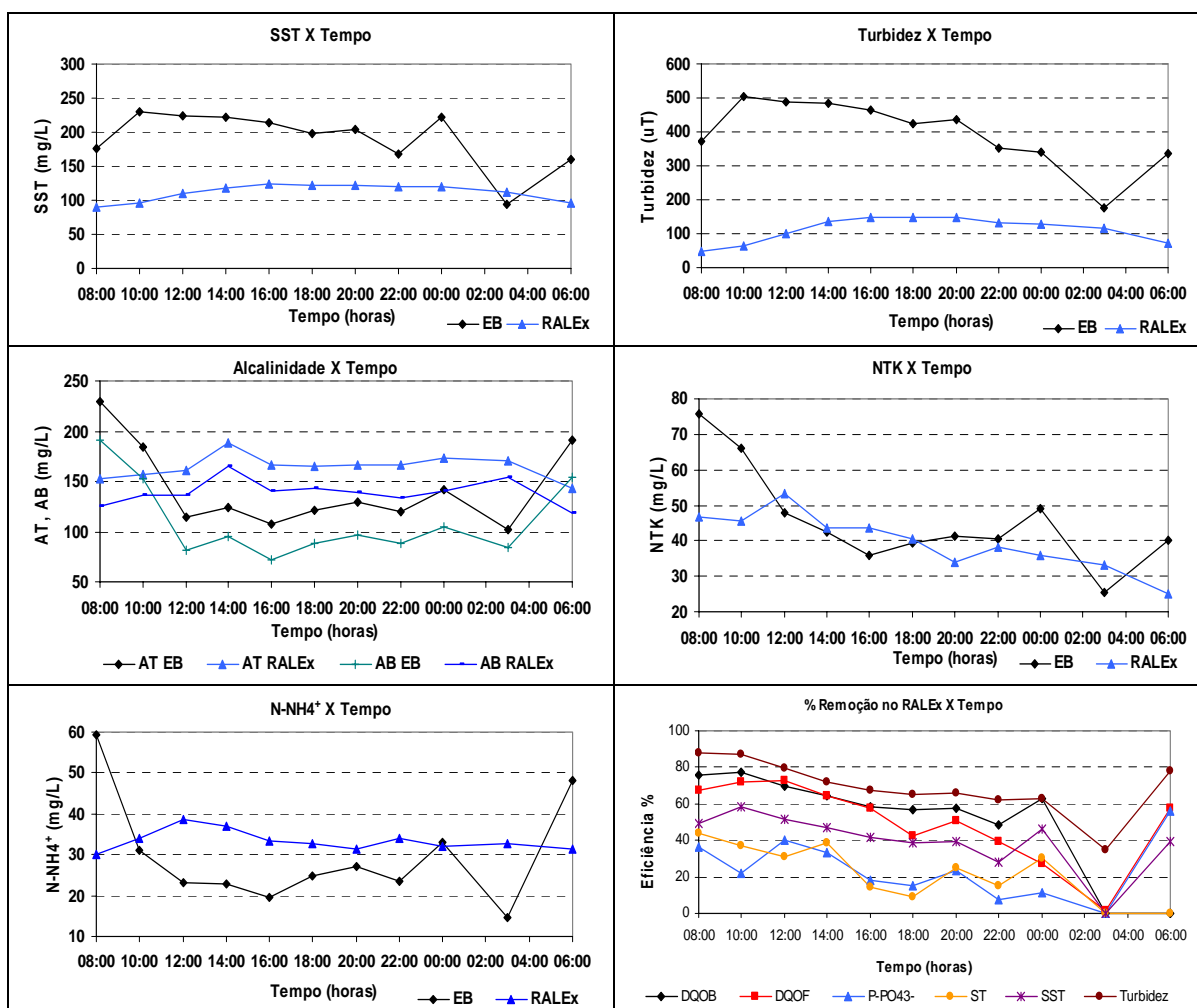 SST X Tempo
300
250
200
150
100
50
0
SST (mg/L)
08:00 10:00 12:00 14:00 16:00 18:00 20:00 22:00 00:00 02:00 04:00 06:00
Tempo (horas)
EB RALEx
Turbidez X Tempo
600
500
400
300
200
100
0
Turbidez (uT)
08:00 10:00 12:00 14:00 16:00 18:00 20:00 22:00 00:00 02:00 04:00 06:00
Tempo (horas)
EB RALEx
Alcalinidade X Tempo
250
200
150
100
50
AT, AB (mg/L)
08:00 10:00 12:00 14:00 16:00 18:00 20:00 22:00 00:00 02:00 04:00 06:00
Tempo (horas)
AT EB AT RALEx AB EB AB RALEx
NTK X Tempo
80
70
60
50
40
30
20
NTK (mg/L)
08:00 10:00 12:00 14:00 16:00 18:00 20:00 22:00 00:00 02:00 04:00 06:00
Tempo (horas)
EB RALEx
N-NH4⁺ X Tempo
60
50
40
30
20
10
N-NH4⁺ (mg/L)
08:00 10:00 12:00 14:00 16:00 18:00 20:00 22:00 00:00 02:00 04:00 06:00
Tempo (horas)
EB RALEx
% Remoção no RALEx X Tempo
100
80
60
40
20
0
Eficiência %
08:00 10:00 12:00 14:00 16:00 18:00 20:00 22:00 00:00 02:00 04:00 06:00
Tempo (horas)
DQOB DQOF P-PO43- ST SST Turbidez